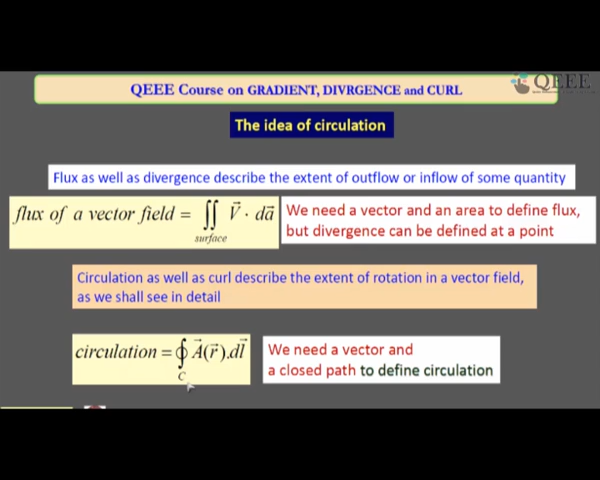 QEEE
QEEE Course on GRADIENT, DIVRGENCE and CURL
The idea of circulation
Flux as well as divergence describe the extent of outflow or inflow of some quantity
flux of a vector field = ∬ V⃗ · da⃗
surface
We need a vector and an area to define flux,
but divergence can be defined at a point
Circulation as well as curl describe the extent of rotation in a vector field,
as we shall see in detail
circulation = ∮ A⃗(r⃗).dl⃗
C
We need a vector and
a closed path to define circulation